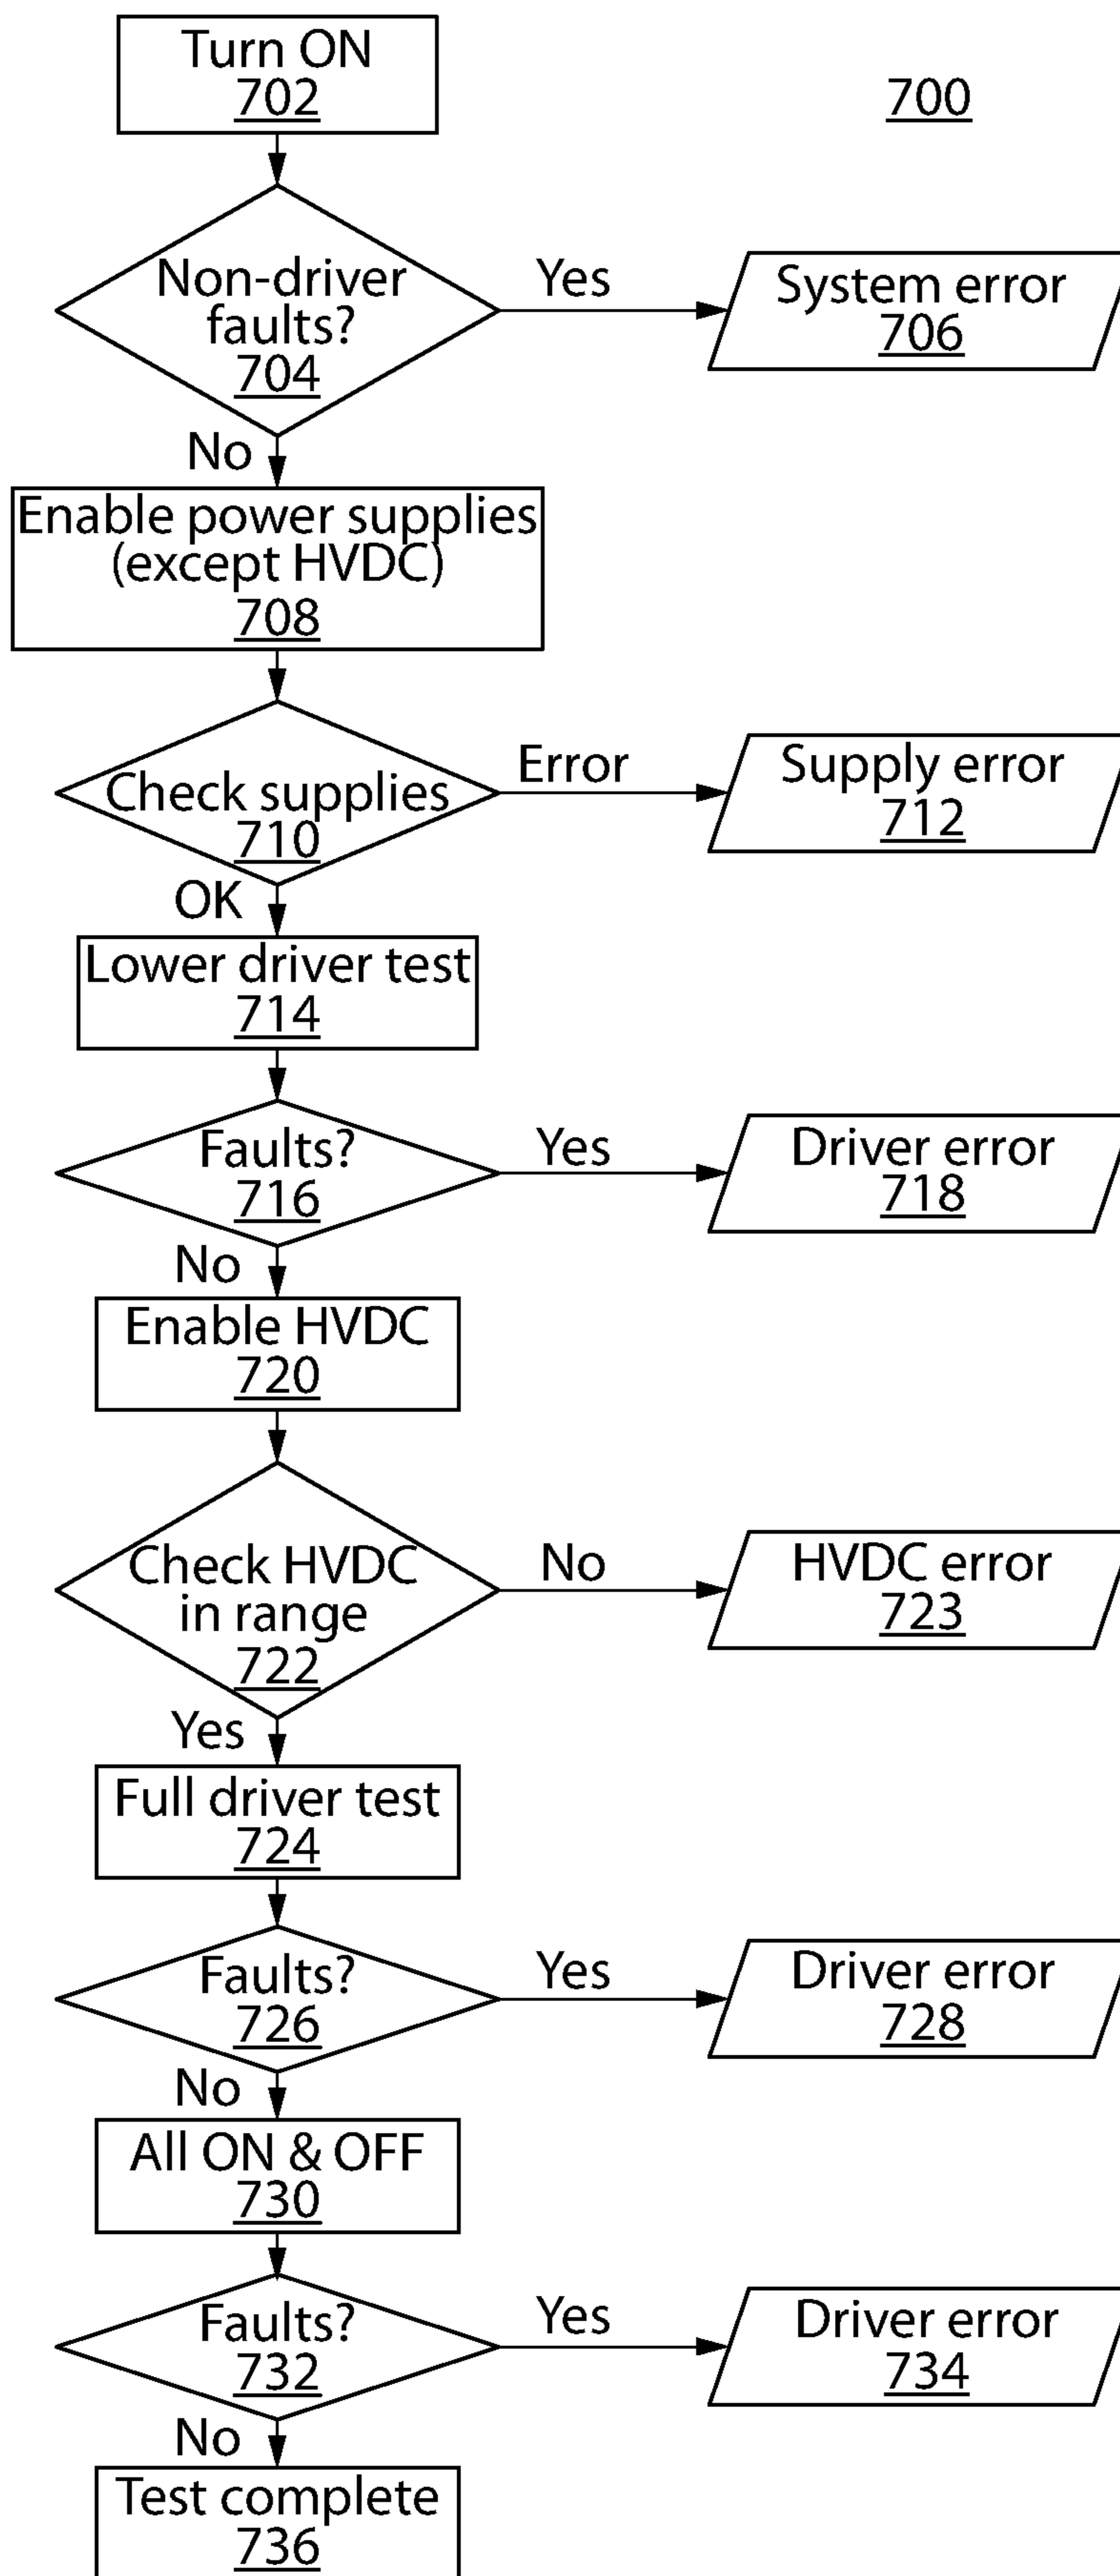 Turn ON
702
700
Non-driver
faults?
704
Yes
System error
706
No
Enable power supplies
(except HVDC)
708
Check supplies
710
Error
Supply error
712
OK
Lower driver test
714
Faults?
716
Yes
Driver error
718
No
Enable HVDC
720
Check HVDC
in range
722
No
HVDC error
723
Yes
Full driver test
724
Faults?
726
Yes
Driver error
728
No
All ON & OFF
730
Faults?
732
Yes
Driver error
734
No
Test complete
736